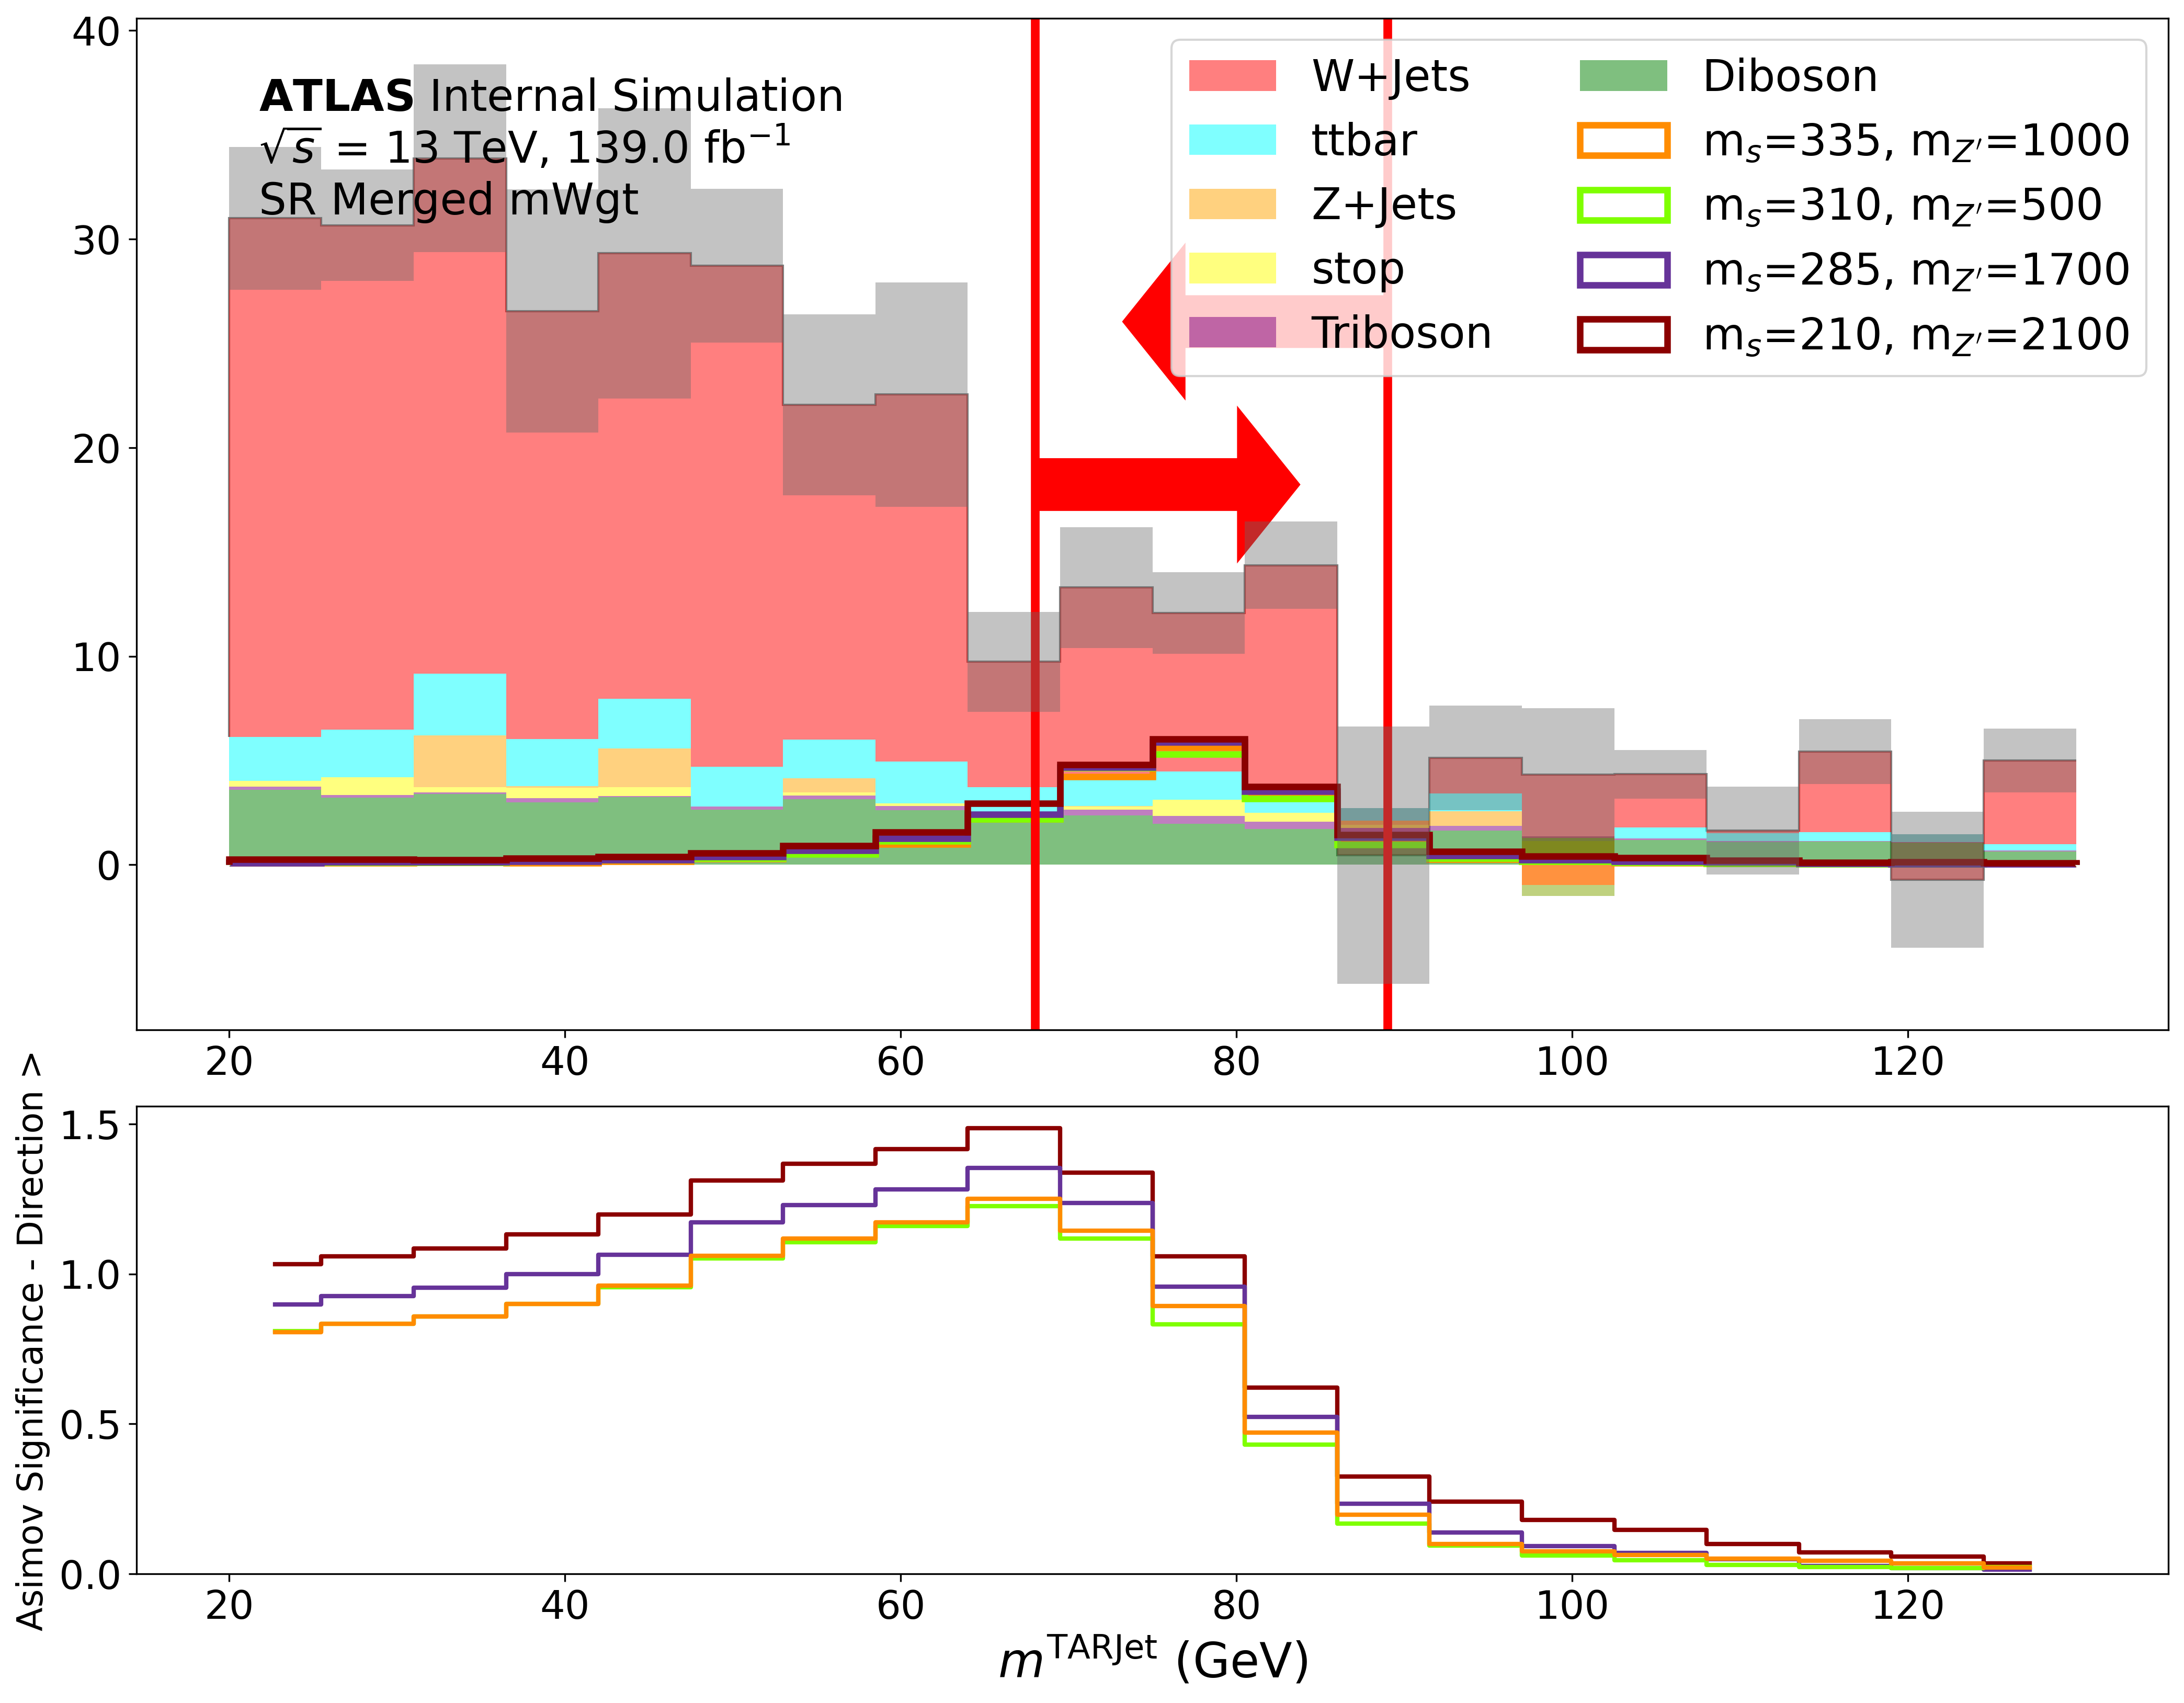 40
30
20
10
0
ATLAS Internal Simulation
√s = 13 TeV, 139.0 fb⁻¹
SR Merged mWgt
W+Jets
ttbar
Z+Jets
stop
Triboson
Diboson
mₛ=335, m_Z'=1000
mₛ=310, m_Z'=500
mₛ=285, m_Z'=1700
mₛ=210, m_Z'=2100
20 40 60 80 100 120
Asimov Significance - Direction >
1.5
1.0
0.5
0.0
20 40 60 80 100 120
m^TARJet (GeV)